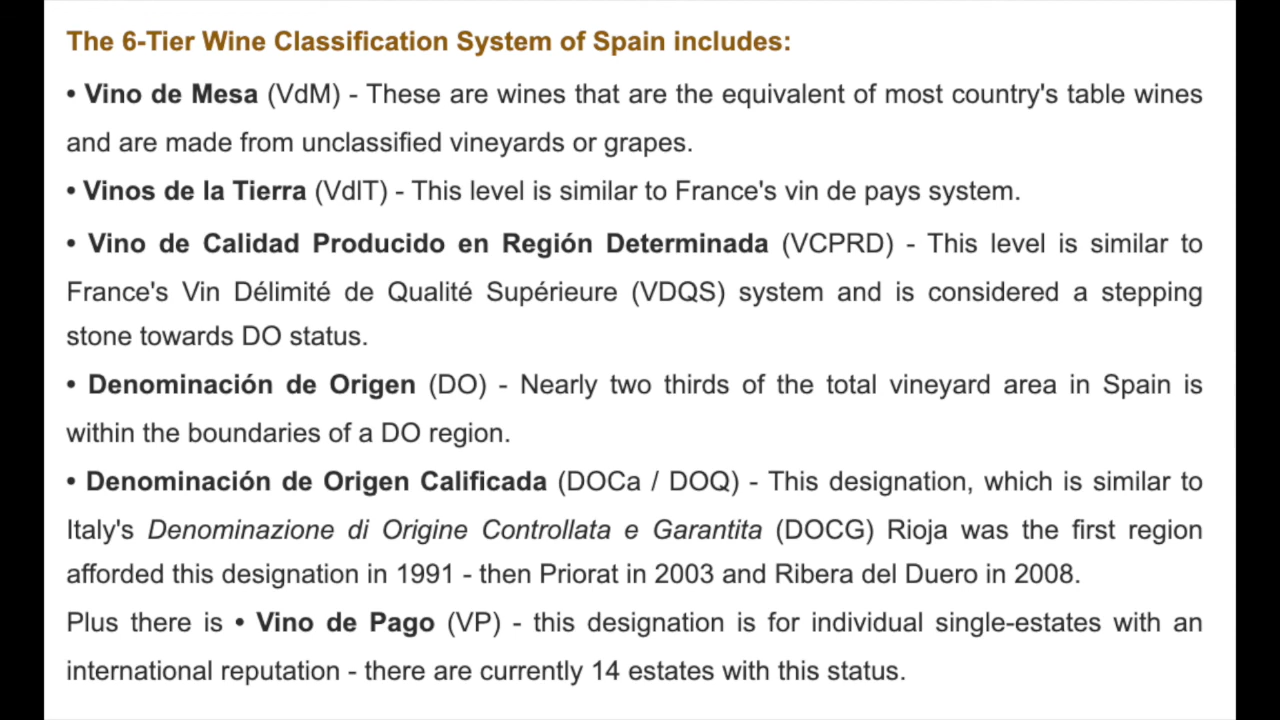 The 6-Tier Wine Classification System of Spain includes:
• Vino de Mesa (VdM) - These are wines that are the equivalent of most country's table wines
and are made from unclassified vineyards or grapes.
• Vinos de la Tierra (VdlT) - This level is similar to France's vin de pays system.
• Vino de Calidad Producido en Región Determinada (VCPRD) - This level is similar to
France's Vin Délimité de Qualité Supérieure (VDQS) system and is considered a stepping
stone towards DO status.
• Denominación de Origen (DO) - Nearly two thirds of the total vineyard area in Spain is
within the boundaries of a DO region.
• Denominación de Origen Calificada (DOCa / DOQ) - This designation, which is similar to
Italy's Denominazione di Origine Controllata e Garantita (DOCG) Rioja was the first region
afforded this designation in 1991 - then Priorat in 2003 and Ribera del Duero in 2008.
Plus there is • Vino de Pago (VP) - this designation is for individual single-estates with an
international reputation - there are currently 14 estates with this status.